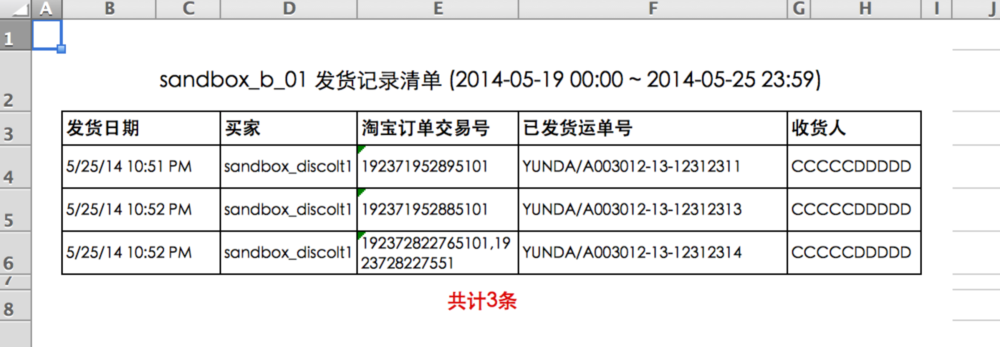 A B C D E F G H I J
1
sandbox_b_01 发货记录清单 (2014-05-19 00:00 ~ 2014-05-25 23:59)
2
3 发货日期 买家 淘宝订单交易号 已发货运单号 收货人
4 5/25/14 10:51 PM sandbox_discolt1 192371952895101 YUNDA/A003012-13-12312311 CCCCCDDDDD
5 5/25/14 10:52 PM sandbox_discolt1 192371952885101 YUNDA/A003012-13-12312313 CCCCCDDDDD
6 5/25/14 10:52 PM sandbox_discolt1 192372822765101,19 YUNDA/A003012-13-12312314 CCCCCDDDDD
23728227551
7
共计3条
8